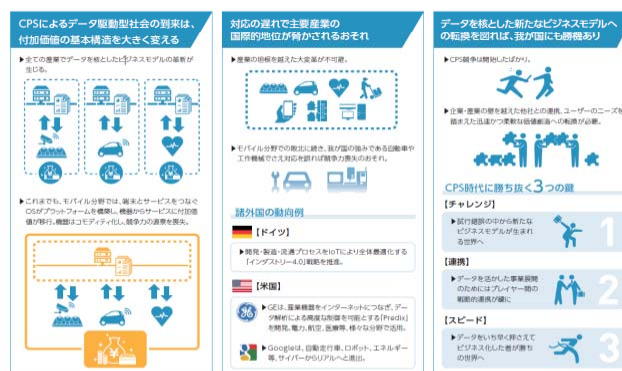 CPSによるデータ駆動型社会の到来は、
付加価値の基本構造を大きく変える
▶全ての産業でデータを核としたビジネスモデルの革新が
生じる。
▶これまでも、モバイル分野では、端末とサービスをつなぐ
OSがプラットフォームを構築し、機器からサービスに付加価
値が移行。機器はコモディティ化し、競争力の源泉を喪失。
対応の遅れで主要産業の
国際的地位が脅かされるおそれ
▶産業の垣根を越えた大変革が不可避。
▶モバイル分野での敗北に続き、我が国の強みである自動車や
工作機械でさえ対応を誤れば競争力喪失のおそれ。
諸外国の動向例
【ドイツ】
▶開発・製造・流通プロセスをIoTにより全体最適化する
「インダストリー4.0」戦略を推進。
【米国】
▶GEは、産業機器をインターネットにつなぎ、デー
タ解析による高度な制御を可能とする「Predix」
を開発。電力、航空、医療等、様々な分野で活用。
▶Googleは、自動走行車、ロボット、エネルギー
等、サイバーからリアルへと進出。
データを核とした新たなビジネスモデルへ
の転換を図れば、我が国にも勝機あり
▶CPS競争は開始したばかり。
▶企業・産業の壁を越えた他社との連携、ユーザーのニーズを
踏まえた迅速かつ柔軟な価値創造への転換が必要。
CPS時代に勝ち抜く3つの鍵
【チャレンジ】
▶試行錯誤の中から新たな
ビジネスモデルが生まれ
る世界へ
1
【連携】
▶データを活かした事業展開
のためにはプレイヤー間の
戦略的連携が鍵に
2
【スピード】
▶データをいち早く押さえて
ビジネス化した者が勝ち
の世界へ
3